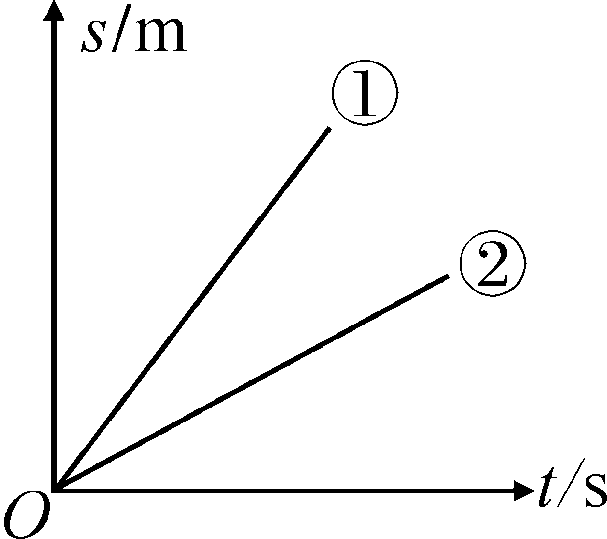 s/m
①
②
O
t/s